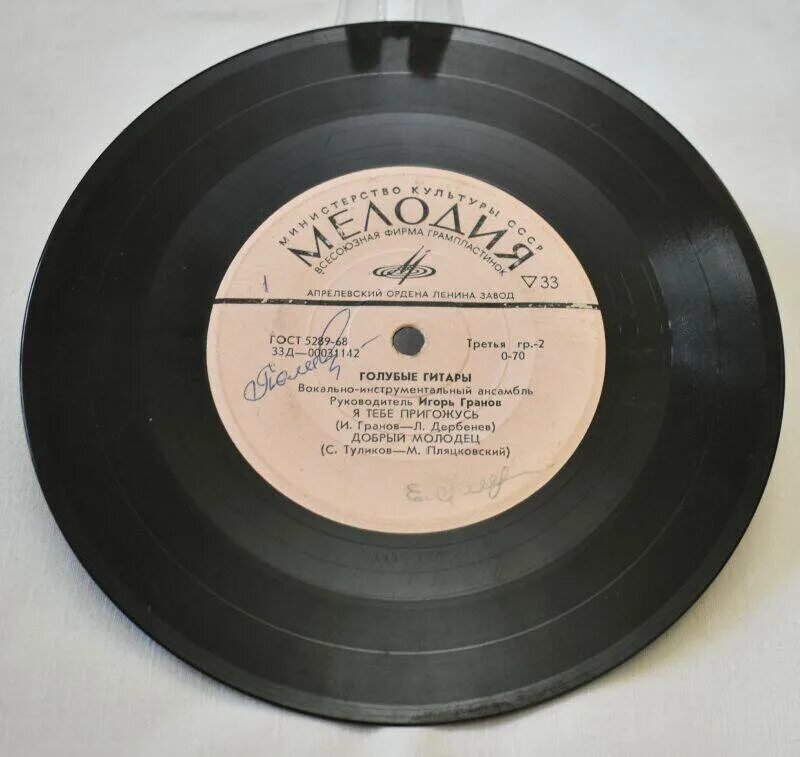 МИНИСТЕРСТВО КУЛЬТУРЫ СССР
МЕЛОДИЯ
ВСЕСОЮЗНАЯ ФИРМА ГРАМПЛАСТИНОК
▽33
1
АПРЕЛЕВСКИЙ ОРДЕНА ЛЕНИНА ЗАВОД
ГОСТ 5289-68
33Д—00031142
Третья гр.-2
0-70
ГОЛУБЫЕ ГИТАРЫ
Вокально-инструментальный ансамбль
Руководитель Игорь Гранов
Я ТЕБЕ ПРИГОЖУСЬ
(И. Гранов—Л. Дербенев)
ДОБРЫЙ МОЛОДЕЦ
(С. Туликов—М. Пляцковский)